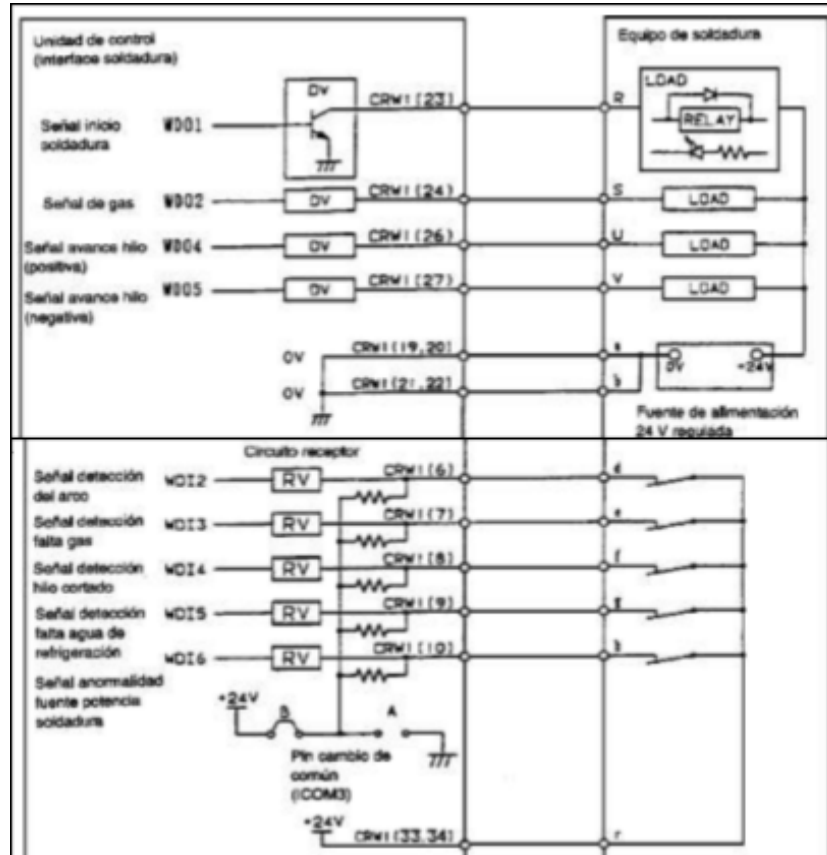 Unidad de control
(interface soldadura)
Equipo de soldadura
DV
CRW1(23)
R
LOAD
RELAY
Señal inicio
soldadura
WDO1
Señal de gas
WDO2
DV
CRW1(24)
S
LOAD
Señal avance hilo
(positiva)
WDO4
DV
CRW1(26)
U
LOAD
Señal avance hilo
(negativa)
WDO5
DV
CRW1(27)
V
LOAD
0V
CRW1(19,20)
a
0V
+24V
0V
CRW1(21,22)
b
Fuente de alimentación
24 V regulada
Circuito receptor
Señal detección
del arco
WDI2
RV
CRW1(6)
d
Señal detección
falta gas
WDI3
RV
CRW1(7)
e
Señal detección
hilo cortado
WDI4
RV
CRW1(8)
f
Señal detección
falta agua de
refrigeración
WDI5
RV
CRW1(9)
g
WDI6
RV
CRW1(10)
Señal anormalidad
fuente potencia
soldadura
+24V
B
A
Pin cambio de
común
(ICOM3)
+24V
CRW1(33,34)
r